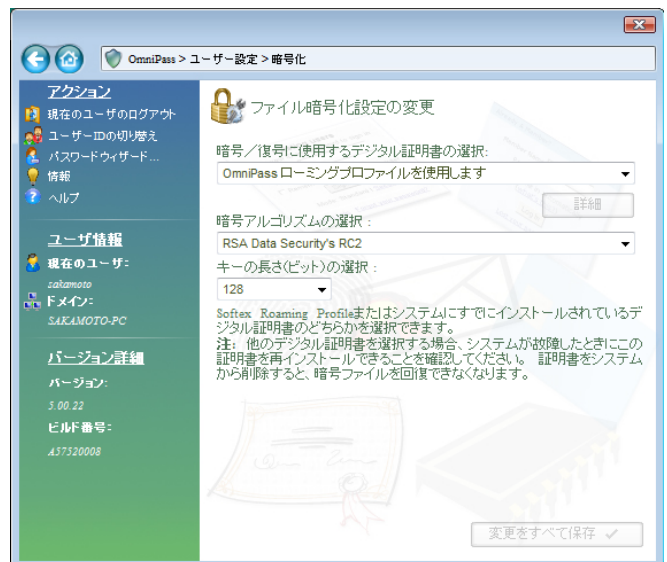 OmniPass > ユーザー設定 > 暗号化
アクション
現在のユーザのログアウト
ユーザーIDの切り替え
パスワードウィザード...
情報
ヘルプ
ユーザ情報
現在のユーザ:
sakamoto
ドメイン:
SAKAMOTO-PC
バージョン詳細
バージョン:
5.00.22
ビルド番号:
A57520008
ファイル暗号化設定の変更
暗号／復号に使用するデジタル証明書の選択:
OmniPass ローミングプロファイルを使用します
詳細
暗号アルゴリズムの選択 :
RSA Data Security's RC2
キーの長さ(ビット)の選択 :
128
Softex Roaming Profileまたはシステムにすでにインストールされているデ
ジタル証明書のどちらかを選択できます。
注: 他のデジタル証明書を選択する場合、システムが故障したときにこの
証明書を再インストールできることを確認してください。 証明書をシステム
から削除すると、暗号ファイルを回復できなくなります。
変更をすべて保存